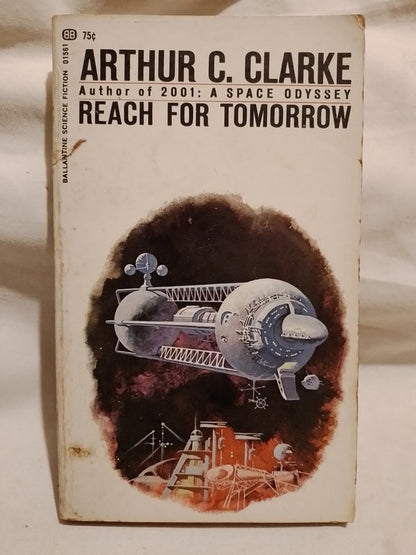 BB 75¢
ARTHUR C. CLARKE
Author of 2001: A SPACE ODYSSEY
REACH FOR TOMORROW
BALLANTINE SCIENCE FICTION 01561